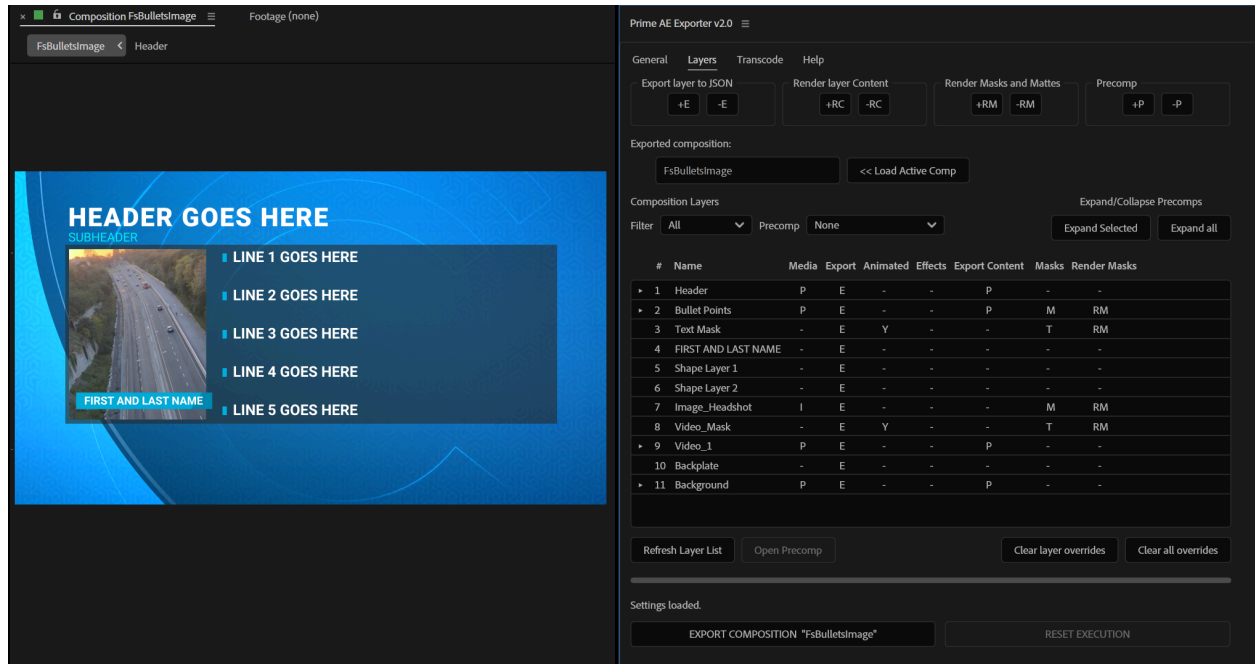 × Composition FsBulletsImage ≡ Footage (none)
FsBulletsImage < Header
HEADER GOES HERE
SUBHEADER
LINE 1 GOES HERE
LINE 2 GOES HERE
LINE 3 GOES HERE
LINE 4 GOES HERE
FIRST AND LAST NAME
LINE 5 GOES HERE
Prime AE Exporter v2.0 ≡
General Layers Transcode Help
Export layer to JSON Render layer Content Render Masks and Mattes Precomp
+E -E +RC -RC +RM -RM +P -P
Exported composition:
FsBulletsImage << Load Active Comp
Composition Layers Expand/Collapse Precomps
Filter All Precomp None Expand Selected Expand all
# Name Media Export Animated Effects Export Content Masks Render Masks
1 Header P E - - P - -
2 Bullet Points P E - - P M RM
3 Text Mask - E Y - - T RM
4 FIRST AND LAST NAME - E - - - - -
5 Shape Layer 1 - E - - - - -
6 Shape Layer 2 - E - - - - -
7 Image_Headshot I E - - - M RM
8 Video_Mask - E Y - - T RM
9 Video_1 P E - - P - -
10 Backplate - E - - - - -
11 Background P E - - P - -
Refresh Layer List Open Precomp Clear layer overrides Clear all overrides
Settings loaded.
EXPORT COMPOSITION "FsBulletsImage" RESET EXECUTION